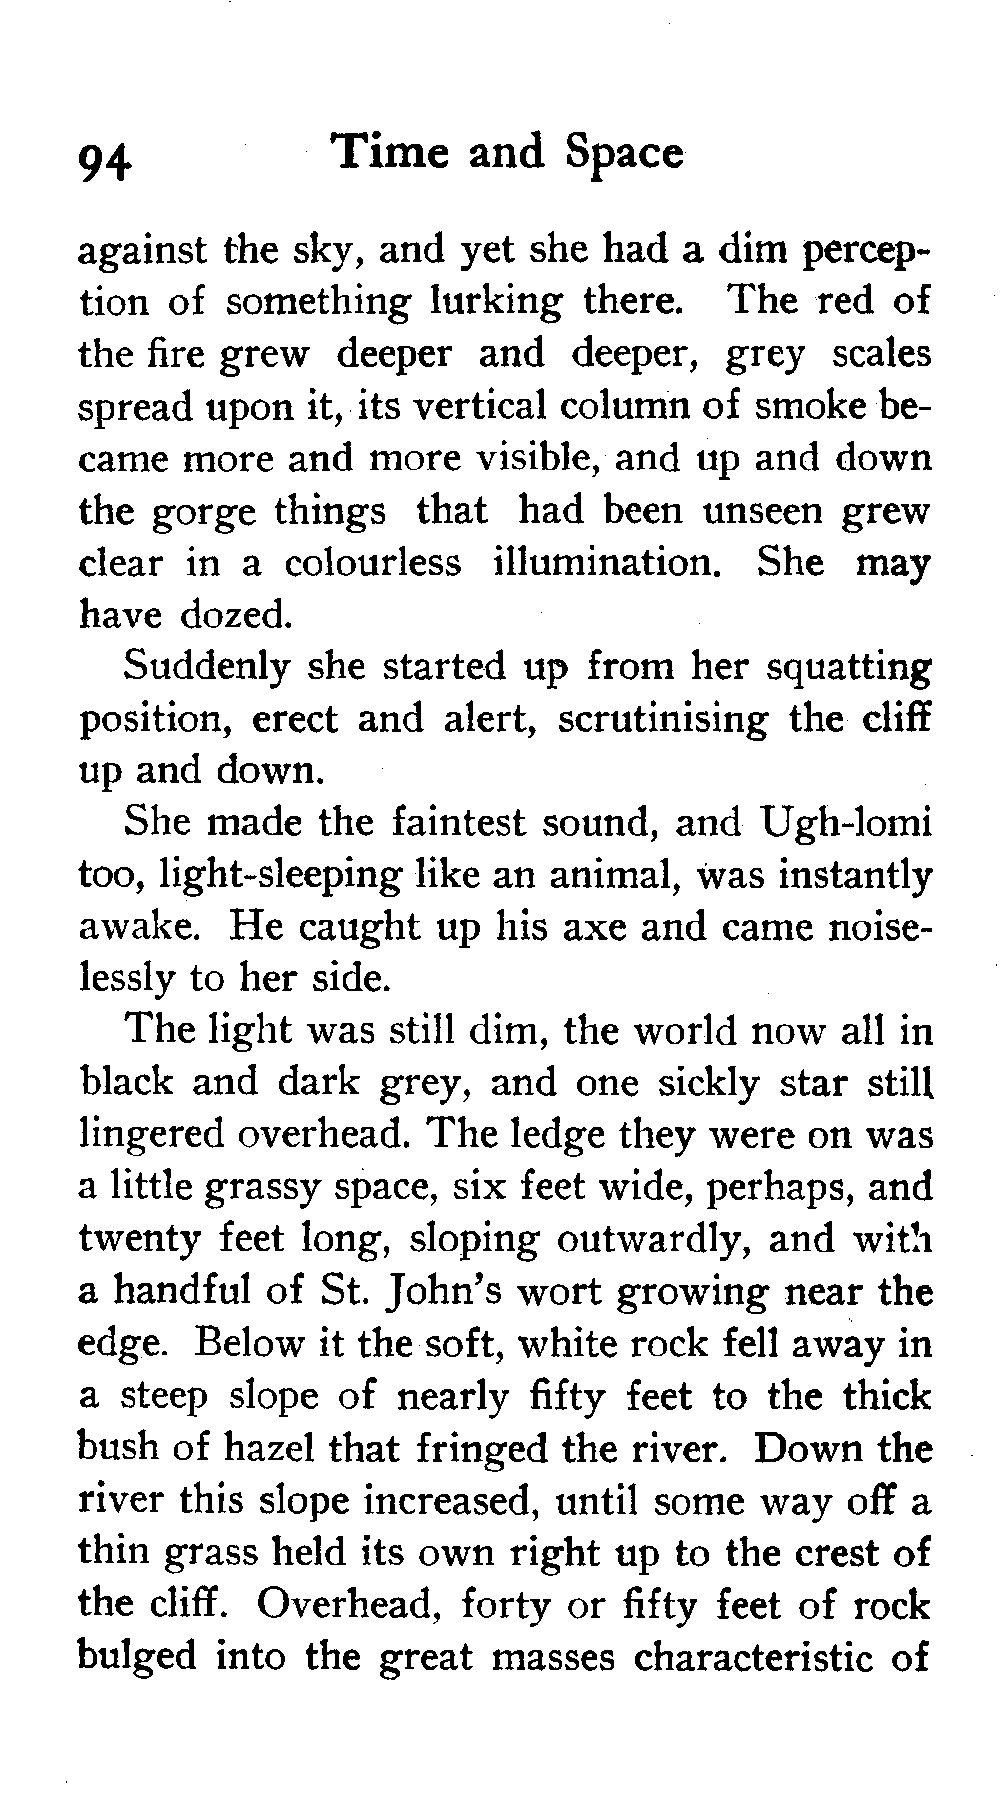 94 Time and Space
against the sky, and yet she had a dim percep-
tion of something lurking there. The red of
the fire grew deeper and deeper, grey scales
spread upon it, its vertical column of smoke be-
came more and more visible, and up and down
the gorge things that had been unseen grew
clear in a colourless illumination. She may
have dozed.
Suddenly she started up from her squatting
position, erect and alert, scrutinising the cliff
up and down.
She made the faintest sound, and Ugh-lomi
too, light-sleeping like an animal, was instantly
awake. He caught up his axe and came noise-
lessly to her side.
The light was still dim, the world now all in
black and dark grey, and one sickly star still
lingered overhead. The ledge they were on was
a little grassy space, six feet wide, perhaps, and
twenty feet long, sloping outwardly, and with
a handful of St. John's wort growing near the
edge. Below it the soft, white rock fell away in
a steep slope of nearly fifty feet to the thick
bush of hazel that fringed the river. Down the
river this slope increased, until some way off a
thin grass held its own right up to the crest of
the cliff. Overhead, forty or fifty feet of rock
bulged into the great masses characteristic of